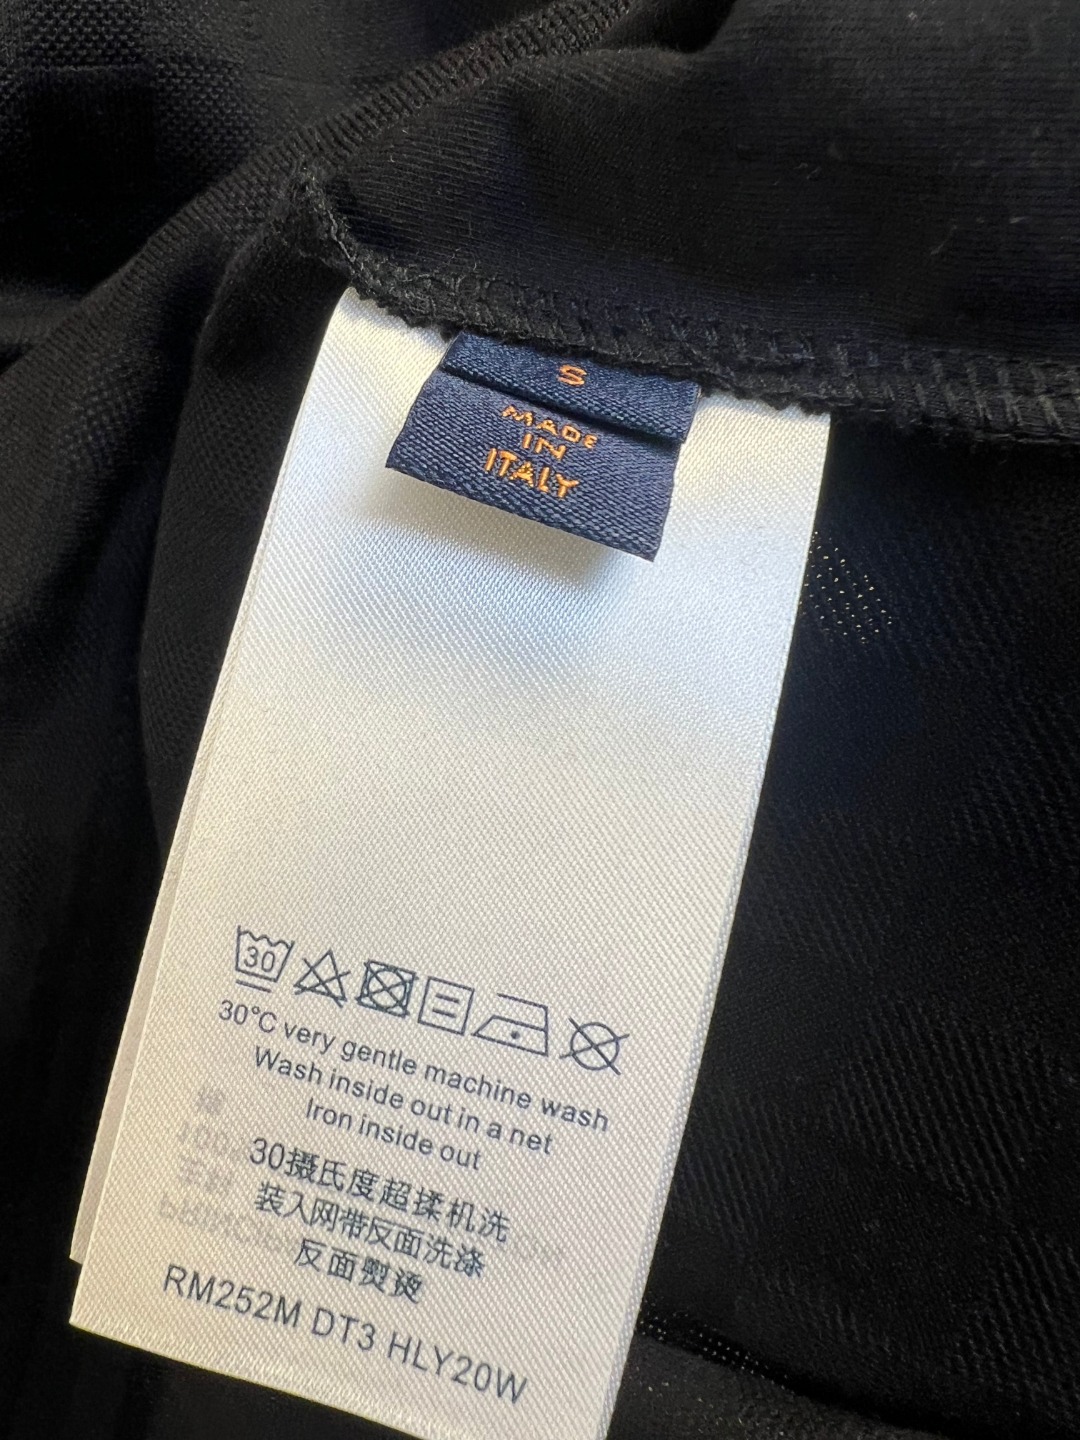 S
MADE
IN
ITALY
30
30°C very gentle machine wash
Wash inside out in a net
Iron inside out
30摄氏度超揉机洗
装入网带反面洗涤
反面熨烫
RM252M DT3 HLY20W